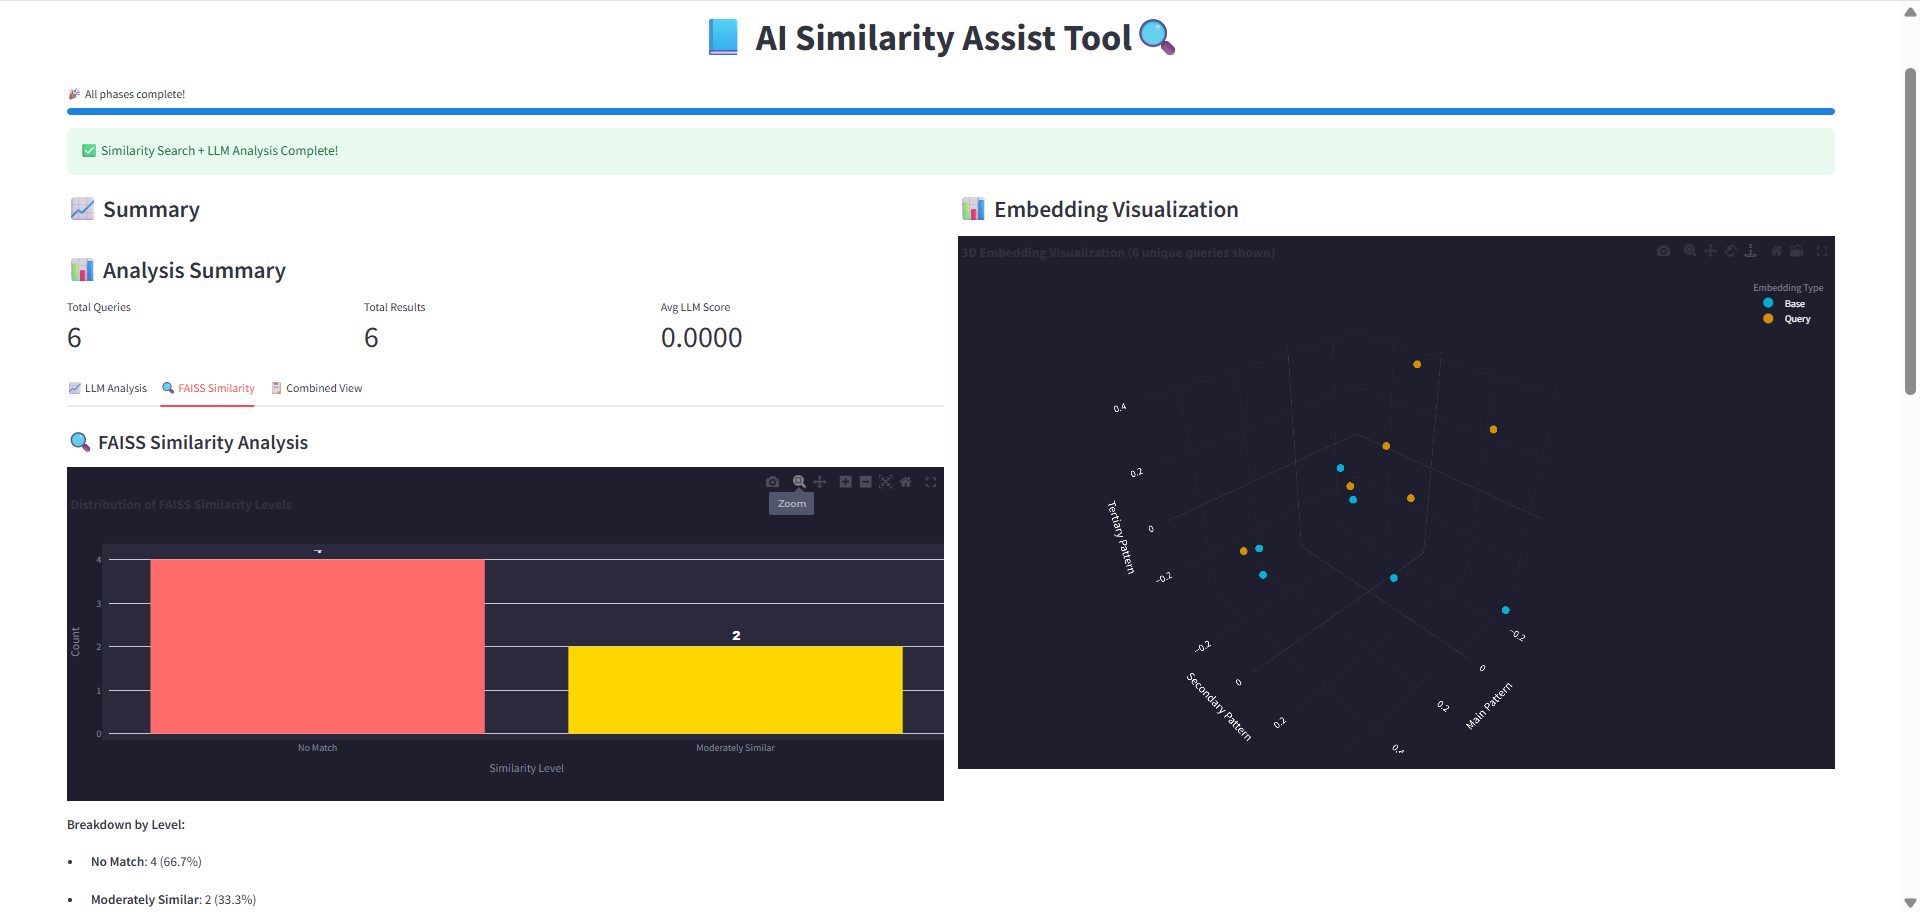 AI Similarity Assist Tool
All phases complete!
Similarity Search + LLM Analysis Complete!
Summary
Analysis Summary
Total Queries
6
Total Results
6
Avg LLM Score
0.0000
LLM Analysis
FAISS Similarity
Combined View
FAISS Similarity Analysis
Zoom
Distribution of FAISS Similarity Levels
4
3
2
1
0
Count
2
No Match
Moderately Similar
Similarity Level
Breakdown by Level:
• No Match: 4 (66.7%)
• Moderately Similar: 2 (33.3%)
Embedding Visualization
3D Embedding Visualization (6 unique queries shown)
Embedding Type
Base
Query
0.4
0.2
0
−0.2
Tertiary Pattern
−0.2
0
0.2
Secondary Pattern
−0.2
0
0.2
0.4
Main Pattern